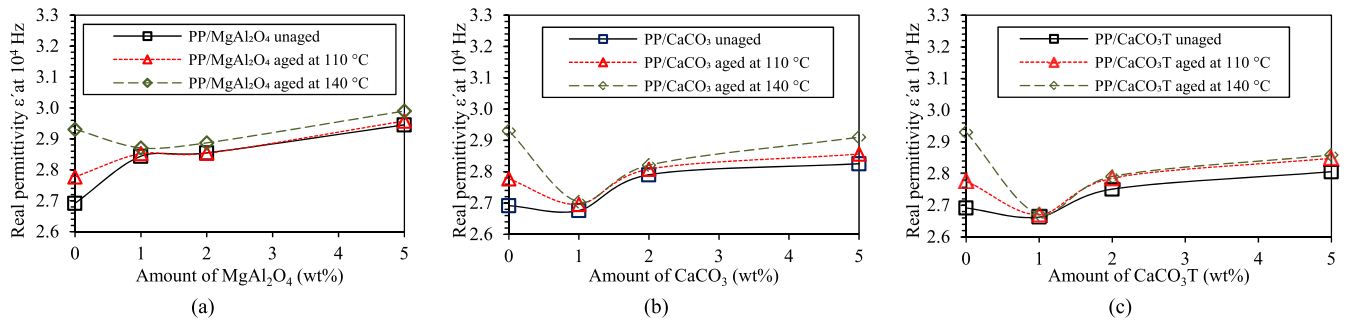 Real permittivity ε´at 10⁴ Hz
3.3
3.2
3.1
3.0
2.9
2.8
2.7
2.6
PP/MgAl₂O₄ unaged
PP/MgAl₂O₄ aged at 110 °C
PP/MgAl₂O₄ aged at 140 °C
0
1
2
3
4
5
Amount of MgAl₂O₄ (wt%)
(a)
Real permittivity ε´at 10⁴ Hz
3.3
3.2
3.1
3.0
2.9
2.8
2.7
2.6
PP/CaCO₃ unaged
PP/CaCO₃ aged at 110 °C
PP/CaCO₃ aged at 140 °C
0
1
2
3
4
5
Amount of CaCO₃ (wt%)
(b)
Real permittivity ε´at 10⁴ Hz
3.3
3.2
3.1
3.0
2.9
2.8
2.7
2.6
PP/CaCO₃T unaged
PP/CaCO₃T aged at 110 °C
PP/CaCO₃T aged at 140 °C
0
1
2
3
4
5
Amount of CaCO₃T (wt%)
(c)